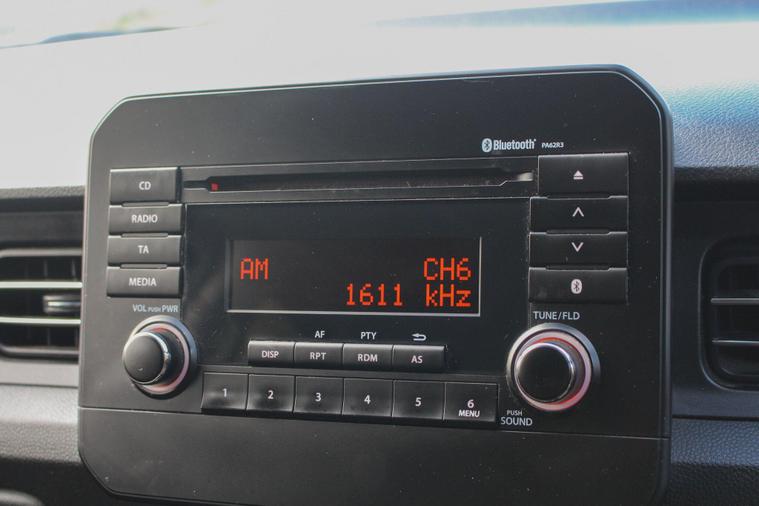 Bluetooth® PA62R3
CD
RADIO
TA
MEDIA
AM CH6
1611 kHz
VOL PUSH PWR
TUNE/FLD
AF PTY
DISP RPT RDM AS
1 2 3 4 5 6
MENU
PUSH
SOUND